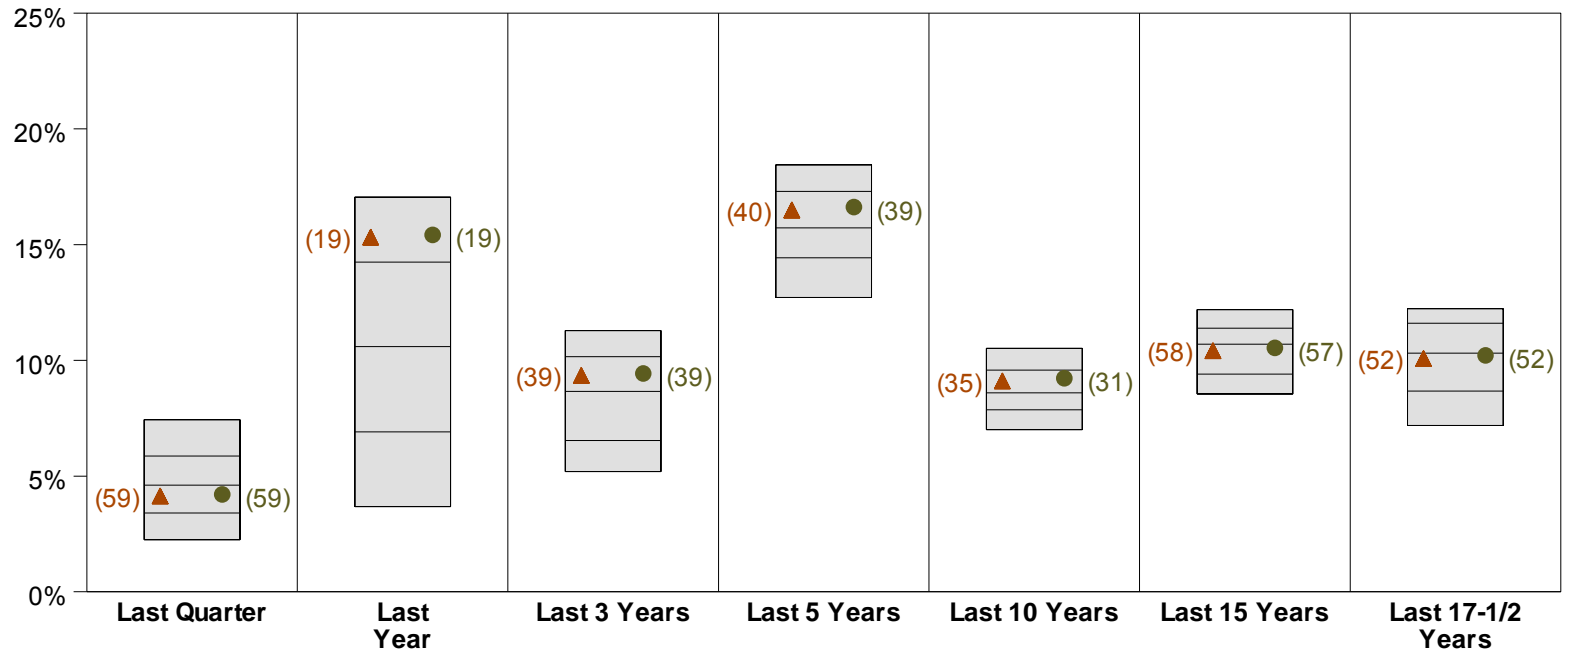 25%
20%
15%
10%
5%
0%
(59) (59)
(19) (19)
(39) (39)
(40) (39)
(35) (31)
(58) (57)
(52) (52)
Last Quarter
Last
Year
Last 3 Years
Last 5 Years
Last 10 Years
Last 15 Years
Last 17-1/2
Years